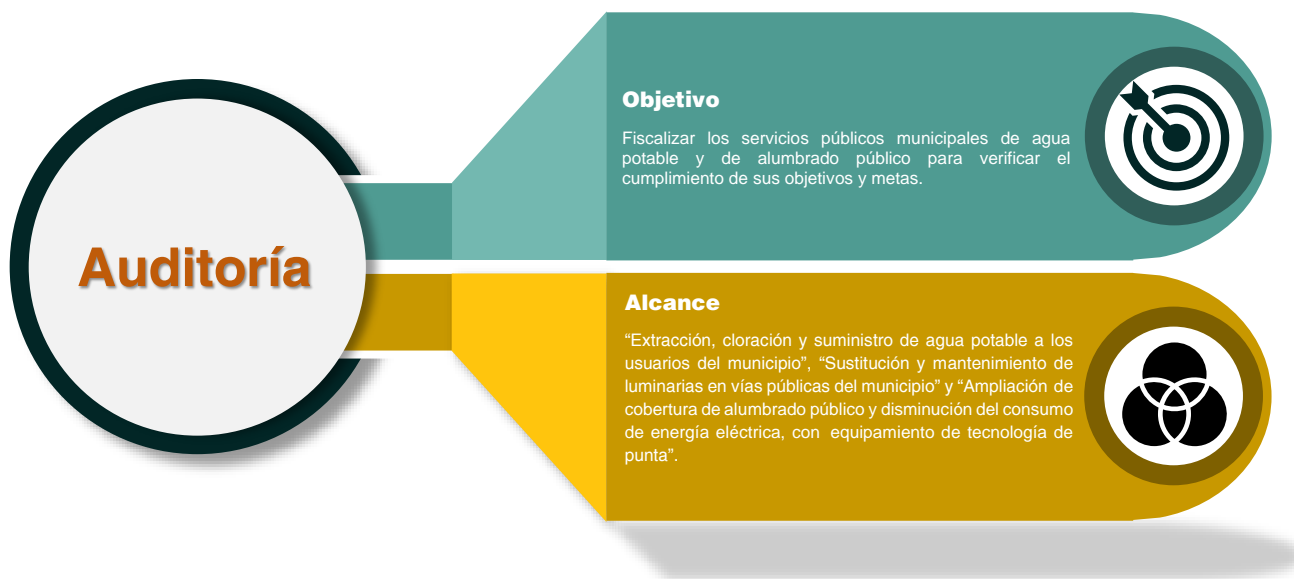 Auditoría
Objetivo
Fiscalizar los servicios públicos municipales de agua
potable y de alumbrado público para verificar el
cumplimiento de sus objetivos y metas.
Alcance
“Extracción, cloración y suministro de agua potable a los
usuarios del municipio”, “Sustitución y mantenimiento de
luminarias en vías públicas del municipio” y “Ampliación de
cobertura de alumbrado público y disminución del consumo
de energía eléctrica, con equipamiento de tecnología de
punta”.